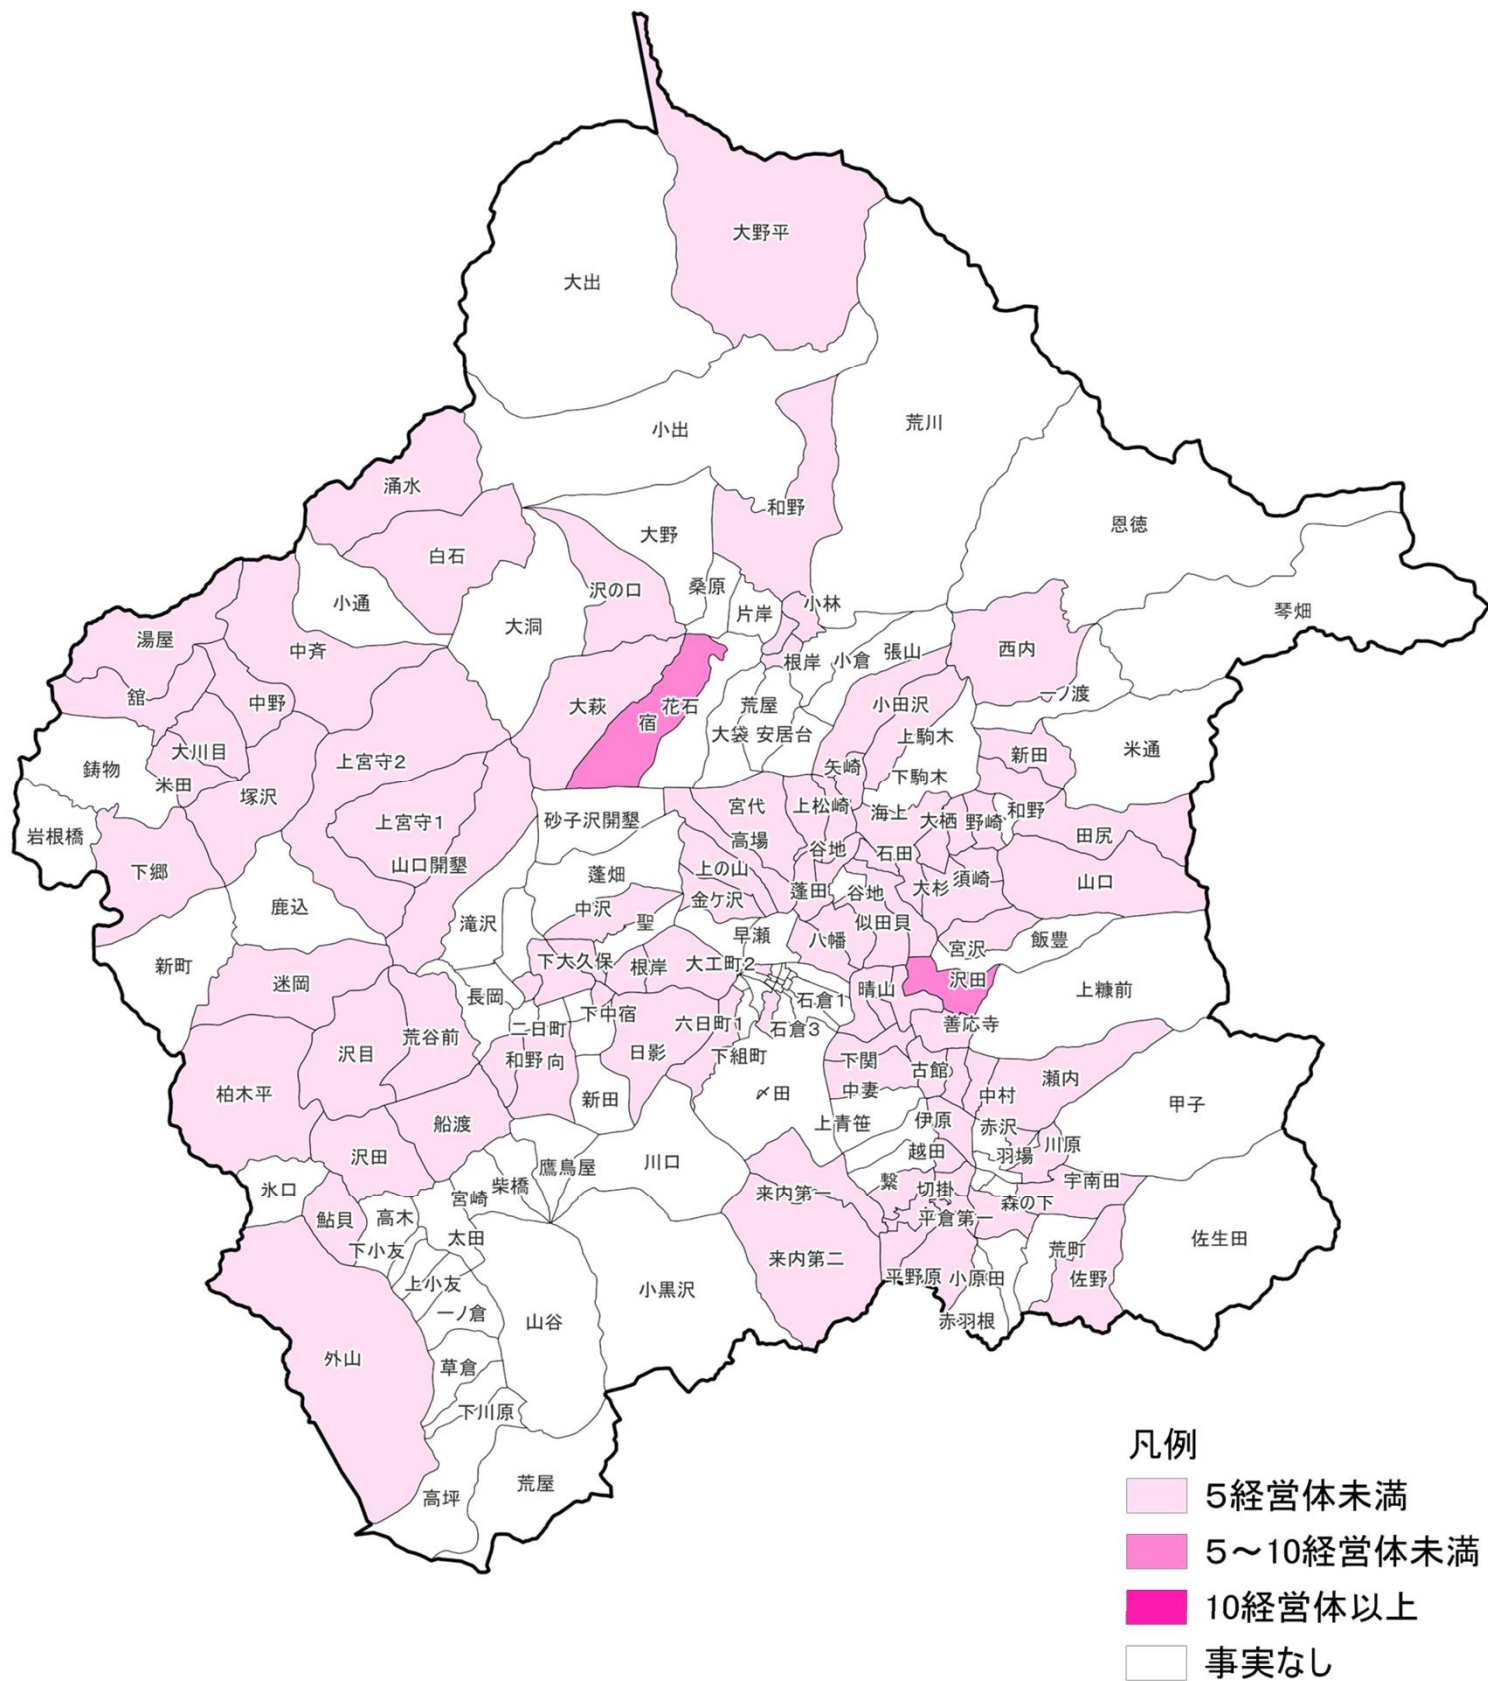 大野平
大出
荒川
小出
涌水
和野
恩徳
大野
白石
桑原
沢の口
小通
小林
片岸
琴畑
大洞
湯屋
中斉
張山
西内
根岸
小倉
舘
中野
一ノ渡
大萩
花石
荒屋
小田沢
宿
大袋
安居台
上駒木
大川目
米通
新田
上宮守2
鋳物
矢崎
下駒木
米田
塚沢
宮代
上松崎
海上
和野
砂子沢開墾
上宮守1
大栖
野崎
岩根橋
高場
田尻
谷地
石田
山口開墾
下郷
上の山
蓬畑
須崎
山口
大杉
蓬田
谷地
金ケ沢
鹿込
中沢
聖
滝沢
似田貝
早瀬
八幡
宮沢
飯豊
新町
下大久保
根岸
大工町2
迷岡
沢田
上糠前
晴山
長岡
石倉1
下中宿
二日町
六日町1
石倉3
善応寺
荒谷前
沢目
日影
下組町
和野
向
下関
古館
瀬内
柏木平
中妻
中村
〆田
新田
甲子
船渡
上青笹
伊原
赤沢
川原
沢田
越田
羽場
川口
鷹鳥屋
柴橋
繋
切掛
宇南田
氷口
来内第一
宮崎
森の下
鮎貝
高木
平倉第一
太田
佐生田
下小友
荒町
来内第二
上小友
平野原
小原田
佐野
小黒沢
一ノ倉
山谷
赤羽根
外山
草倉
下川原
荒屋
高坪
凡例
5経営体未満
5～10経営体未満
10経営体以上
事実なし